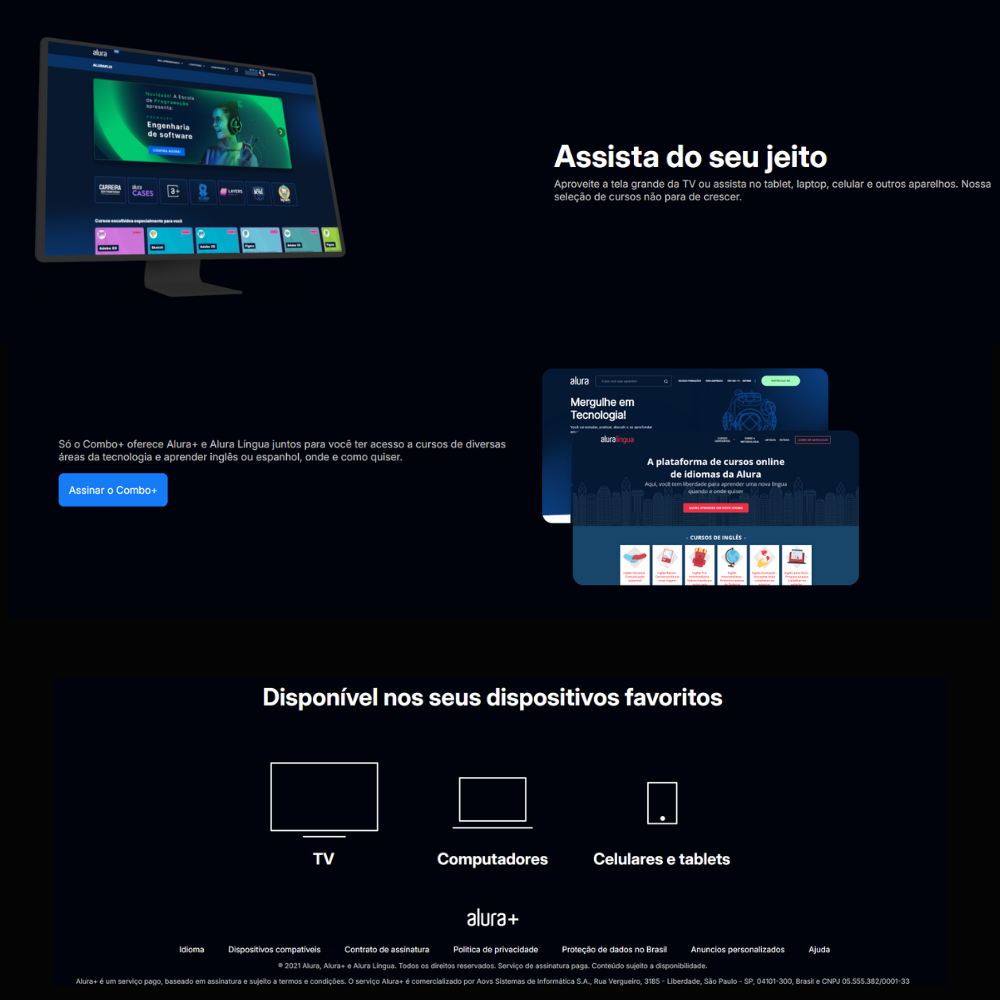 alura
ALURAPLUS
Novidade! A Escola
de Programação
apresenta:
Engenharia
de software
CARREIRA
alura
CASES
a+
LAYERS
Cursos escolhidos especialmente para você
Adobe XD
Figma
Figma
Assista do seu jeito
Aproveite a tela grande da TV ou assista no tablet, laptop, celular e outros aparelhos. Nossa
seleção de cursos não para de crescer.
Só o Combo+ oferece Alura+ e Alura Língua juntos para você ter acesso a cursos de diversas
áreas da tecnologia e aprender inglês ou espanhol, onde e como quiser.
Assinar o Combo+
alura
Mergulhe em
Tecnologia!
aluralingua
A plataforma de cursos online
de idiomas da Alura
Aqui, você tem liberdade para aprender uma nova língua
quando e onde quiser
- CURSOS DE INGLÊS -
Disponível nos seus dispositivos favoritos
TV
Computadores
Celulares e tablets
alura+
Idioma Dispositivos compatíveis Contrato de assinatura Politica de privacidade Proteção de dados no Brasil Anuncios personalizados Ajuda
© 2021 Alura, Alura+ e Alura Língua. Todos os direitos reservados. Serviço de assinatura paga. Conteúdo sujeito a disponibilidade.
Alura+ é um serviço pago, baseado em assinatura e sujeito a termos e condições. O serviço Alura+ é comercializado por Aovs Sistemas de Informática S.A., Rua Vergueiro, 3185 - Liberdade, São Paulo - SP, 04101-300, Brasil e CNPJ 05.555.382/0001-33